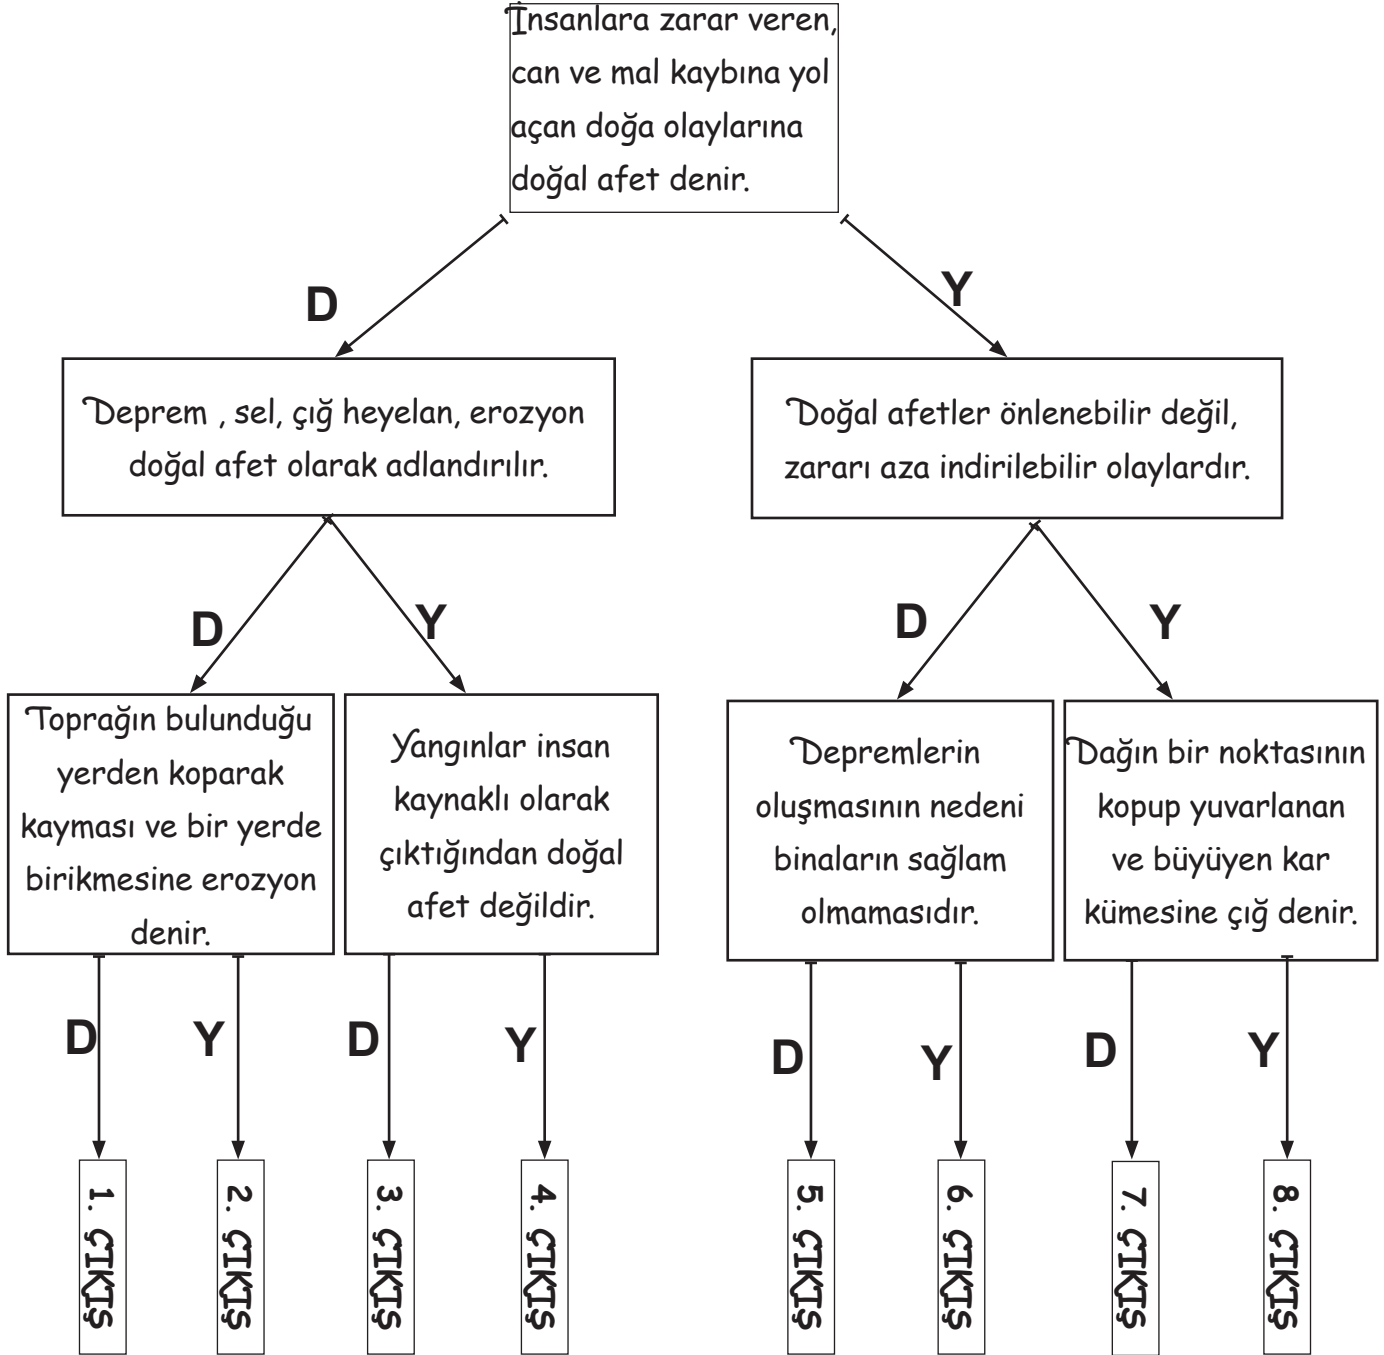 İnsanlara zarar veren,
can ve mal kaybına yol
açan doğa olaylarına
doğal afet denir.
D
Y
Deprem , sel, çığ heyelan, erozyon
doğal afet olarak adlandırılır.
Doğal afetler önlenebilir değil,
zararı aza indirilebilir olaylardır.
D
Y
D
Y
Toprağın bulunduğu
yerden koparak
kayması ve bir yerde
birikmesine erozyon
denir.
Yangınlar insan
kaynaklı olarak
çıktığından doğal
afet değildir.
Depremlerin
oluşmasının nedeni
binaların sağlam
olmamasıdır.
Dağın bir noktasının
kopup yuvarlanan
ve büyüyen kar
kümesine çığ denir.
D
Y
D
Y
D
Y
D
Y
1. ÇIKIŞ
2. ÇIKIŞ
3. ÇIKIŞ
4. ÇIKIŞ
5. ÇIKIŞ
6. ÇIKIŞ
7. ÇIKIŞ
8. ÇIKIŞ